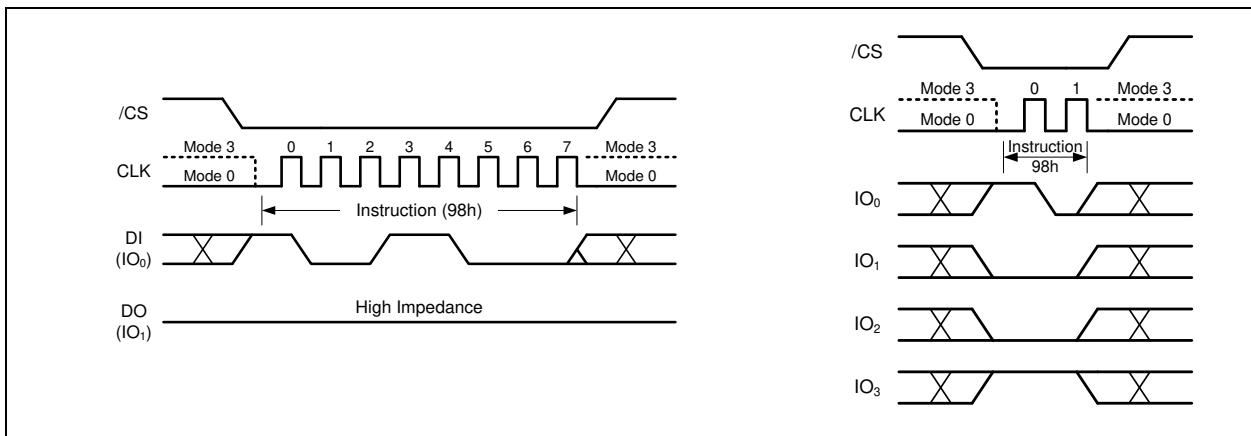 /CS
Mode 3
0 1 2 3 4 5 6 7
Mode 3
CLK
Mode 0
Mode 0
Instruction (98h)
DI
(IO0)
DO
(IO1)
High Impedance
/CS
Mode 3
0 1
Mode 3
CLK
Mode 0
Mode 0
Instruction
98h
IO0
IO1
IO2
IO3